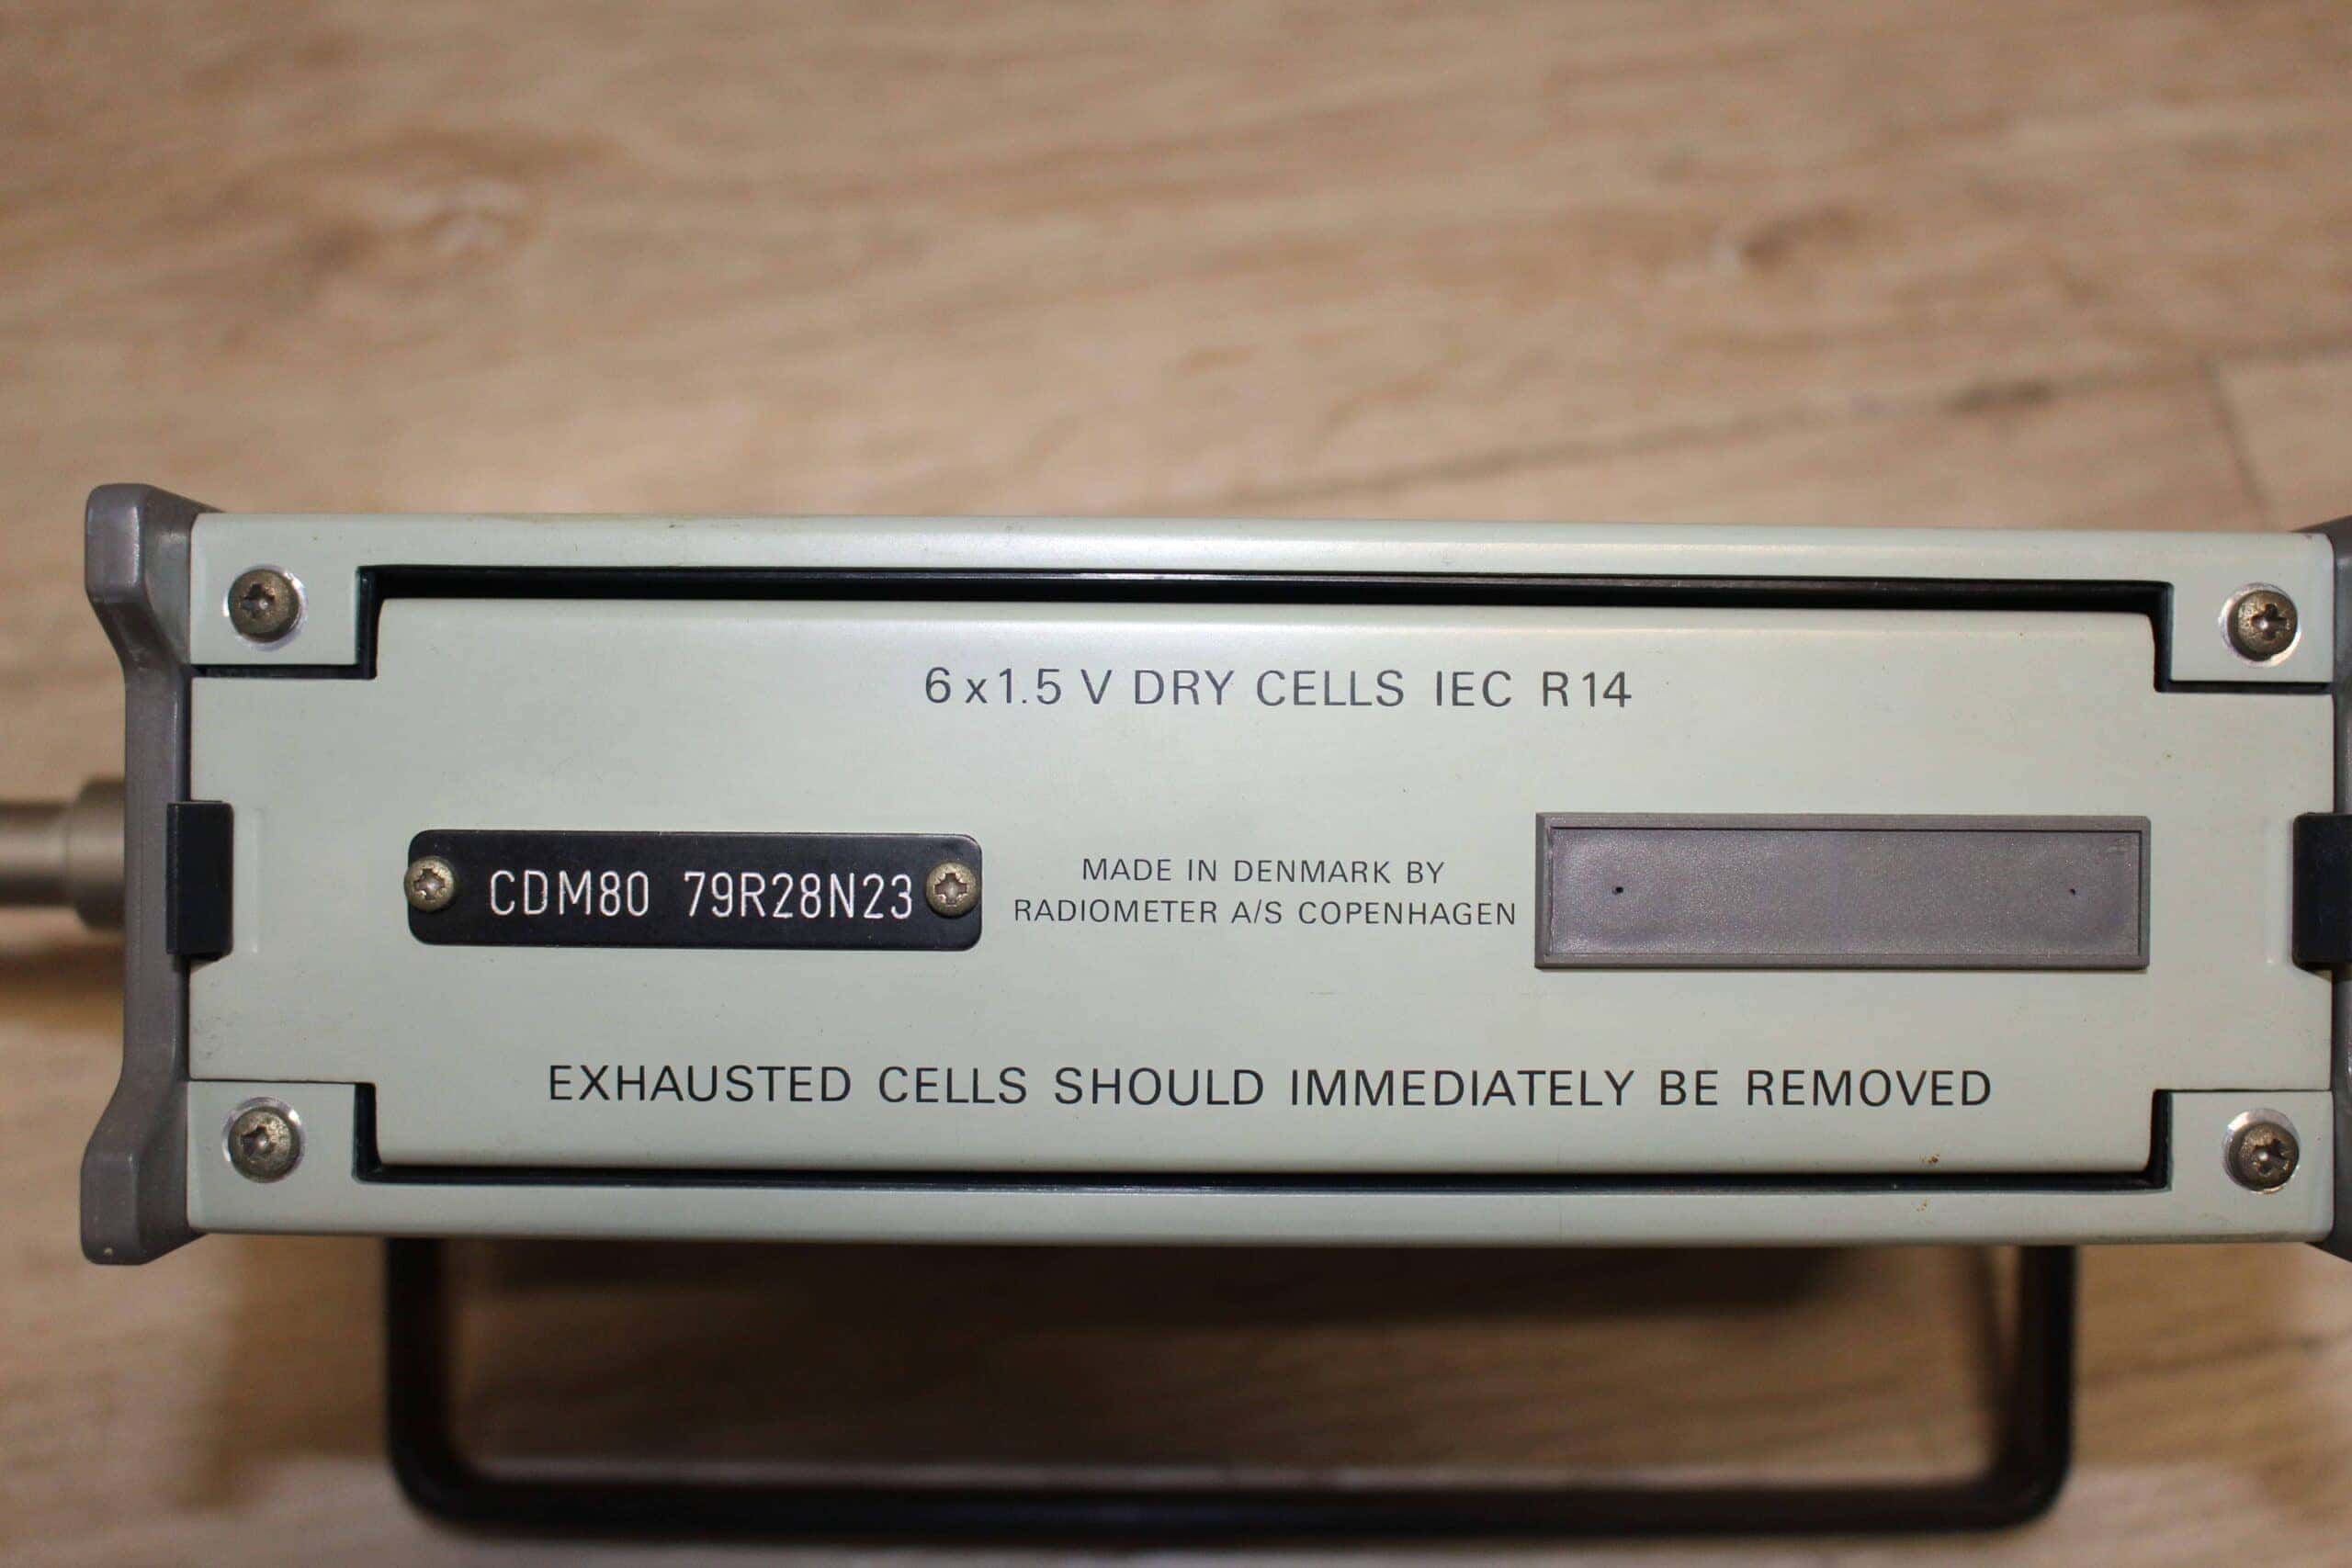 6 x 1.5 V DRY CELLS IEC R14
CDM80 79R28N23
MADE IN DENMARK BY
RADIOMETER A/S COPENHAGEN
EXHAUSTED CELLS SHOULD IMMEDIATELY BE REMOVED